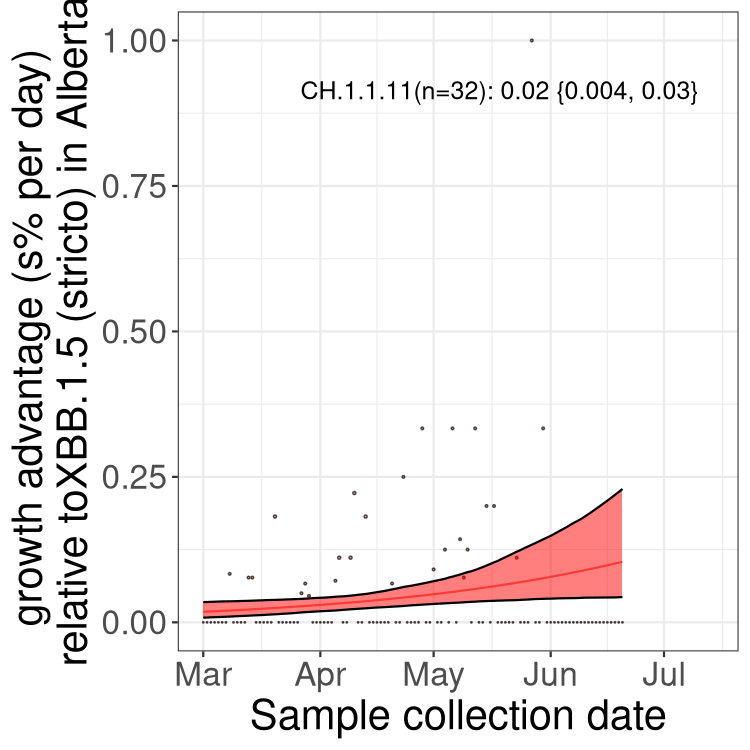 growth advantage (s% per day)
relative toXBB.1.5 (stricto) in Alberta
1.00
CH.1.1.11(n=32): 0.02 {0.004, 0.03}
0.75
0.50
0.25
0.00
Mar Apr May Jun Jul
Sample collection date